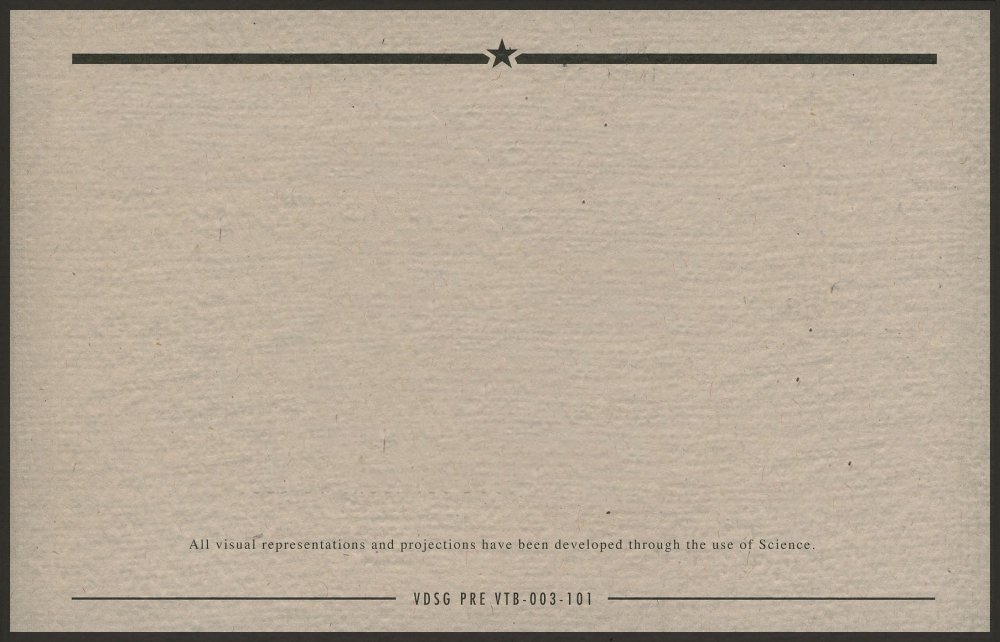 All visual representations and projections have been developed through the use of Science.
VDSG PRE VTB-003-101